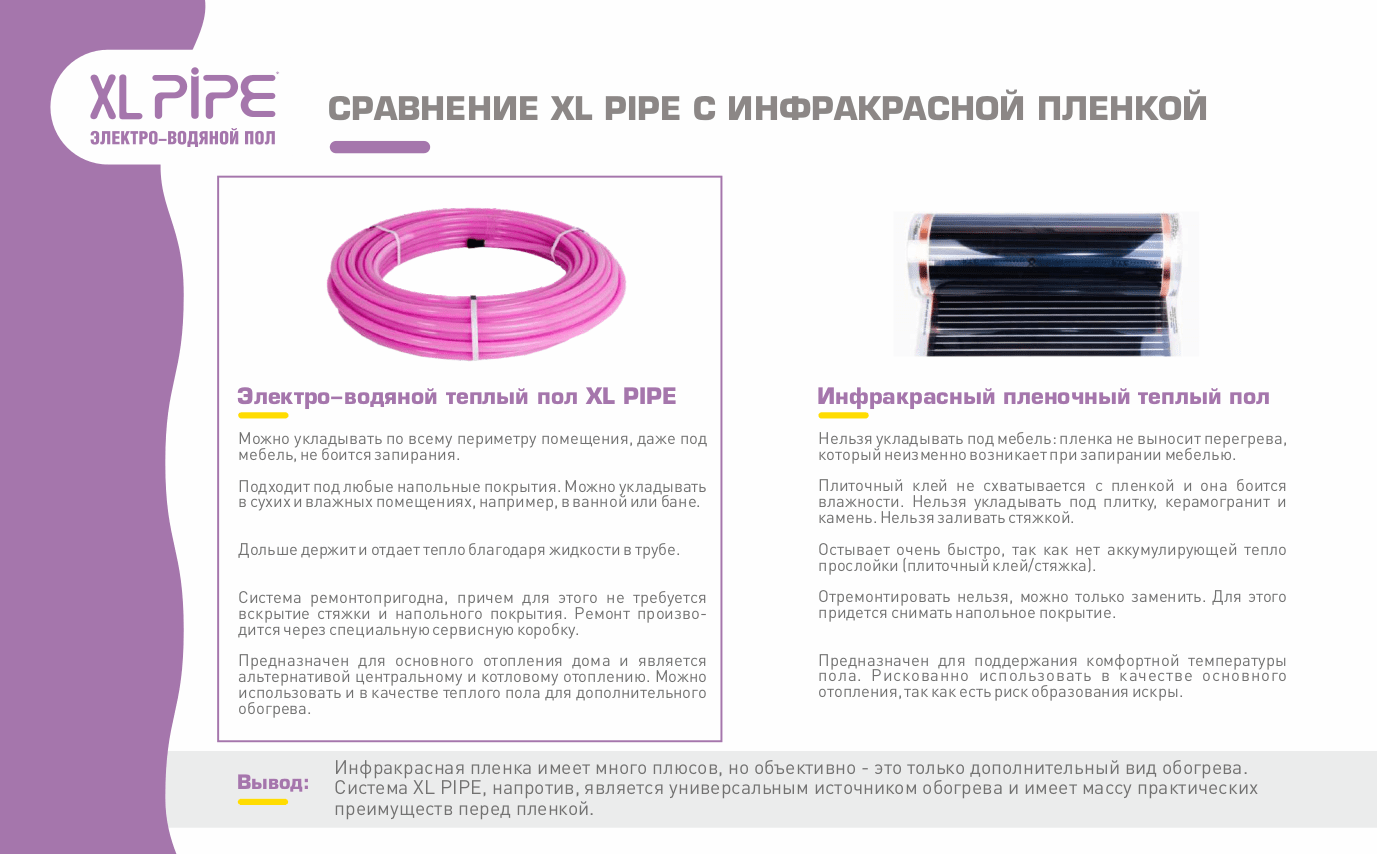 XL PIPE
ЭЛЕКТРО-ВОДЯНОЙ ПОЛ
СРАВНЕНИЕ XL PIPE С ИНФРАКРАСНОЙ ПЛЕНКОЙ
Электро-водяной теплый пол XL PIPE
Можно укладывать по всему периметру помещения, даже под
мебель, не боится запирания.
Подходит под любые напольные покрытия. Можно укладывать
в сухих и влажных помещениях, например, в ванной или бане.
Дольше держит и отдает тепло благодаря жидкости в трубе.
Система ремонтопригодна, причем для этого не требуется
вскрытие стяжки и напольного покрытия. Ремонт произво-
дится через специальную сервисную коробку.
Предназначен для основного отопления дома и является
альтернативой центральному и котловому отоплению. Можно
использовать и в качестве теплого пола для дополнительного
обогрева.
Инфракрасный пленочный теплый пол
Нельзя укладывать под мебель: пленка не выносит перегрева,
который неизменно возникает при запирании мебелью.
Плиточный клей не схватывается с пленкой и она боится
влажности. Нельзя укладывать под плитку, керамогранит и
камень. Нельзя заливать стяжкой.
Остывает очень быстро, так как нет аккумулирующей тепло
прослойки (плиточный клей/стяжка).
Отремонтировать нельзя, можно только заменить. Для этого
придется снимать напольное покрытие.
Предназначен для поддержания комфортной температуры
пола. Рискованно использовать в качестве основного
отопления, так как есть риск образования искры.
Вывод:
Инфракрасная пленка имеет много плюсов, но объективно - это только дополнительный вид обогрева.
Система XL PIPE, напротив, является универсальным источником обогрева и имеет массу практических
преимуществ перед пленкой.